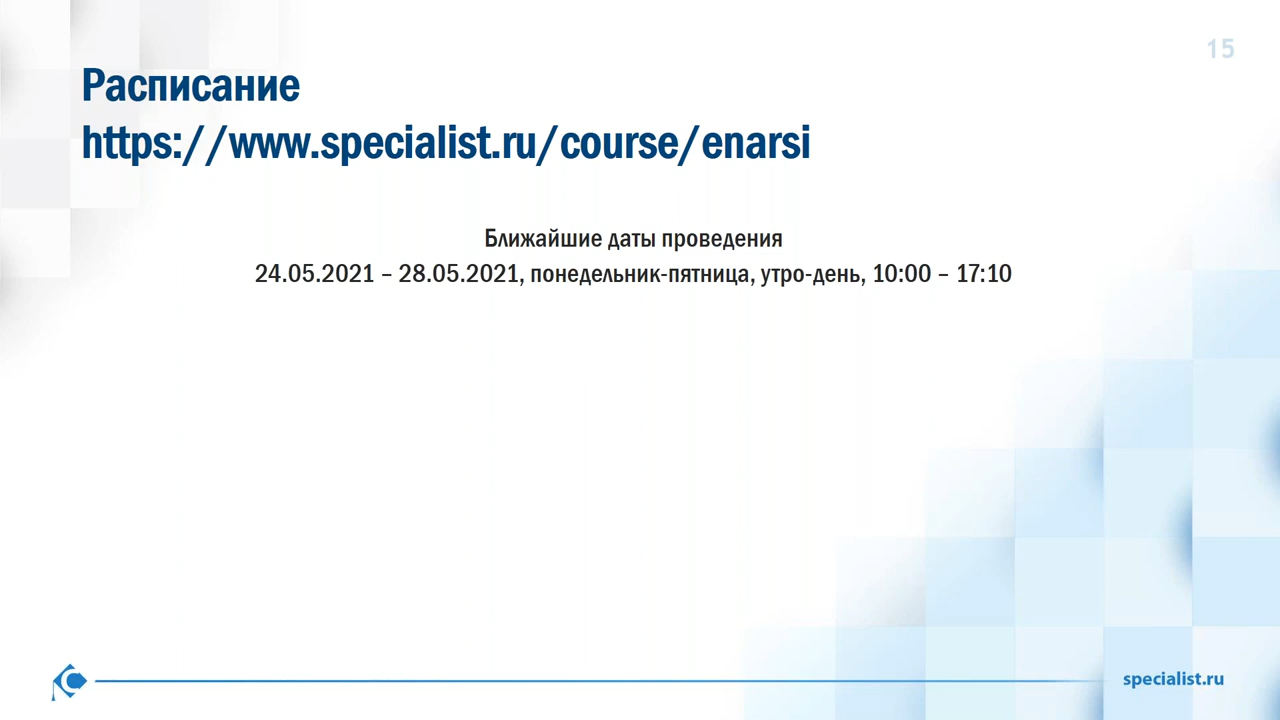 15
Расписание
https://www.specialist.ru/course/enarsi
Ближайшие даты проведения
24.05.2021 – 28.05.2021, понедельник-пятница, утро-день, 10:00 – 17:10
specialist.ru